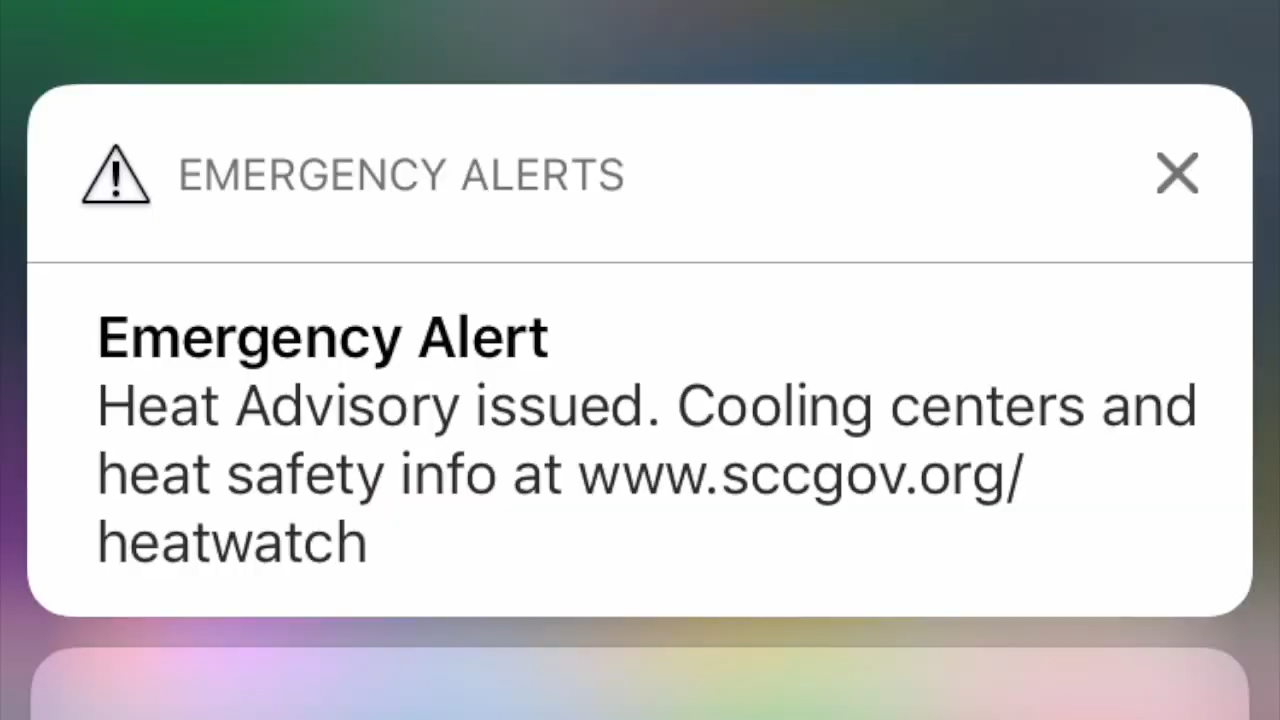 EMERGENCY ALERTS
Emergency Alert
Heat Advisory issued. Cooling centers and
heat safety info at www.sccgov.org/
heatwatch